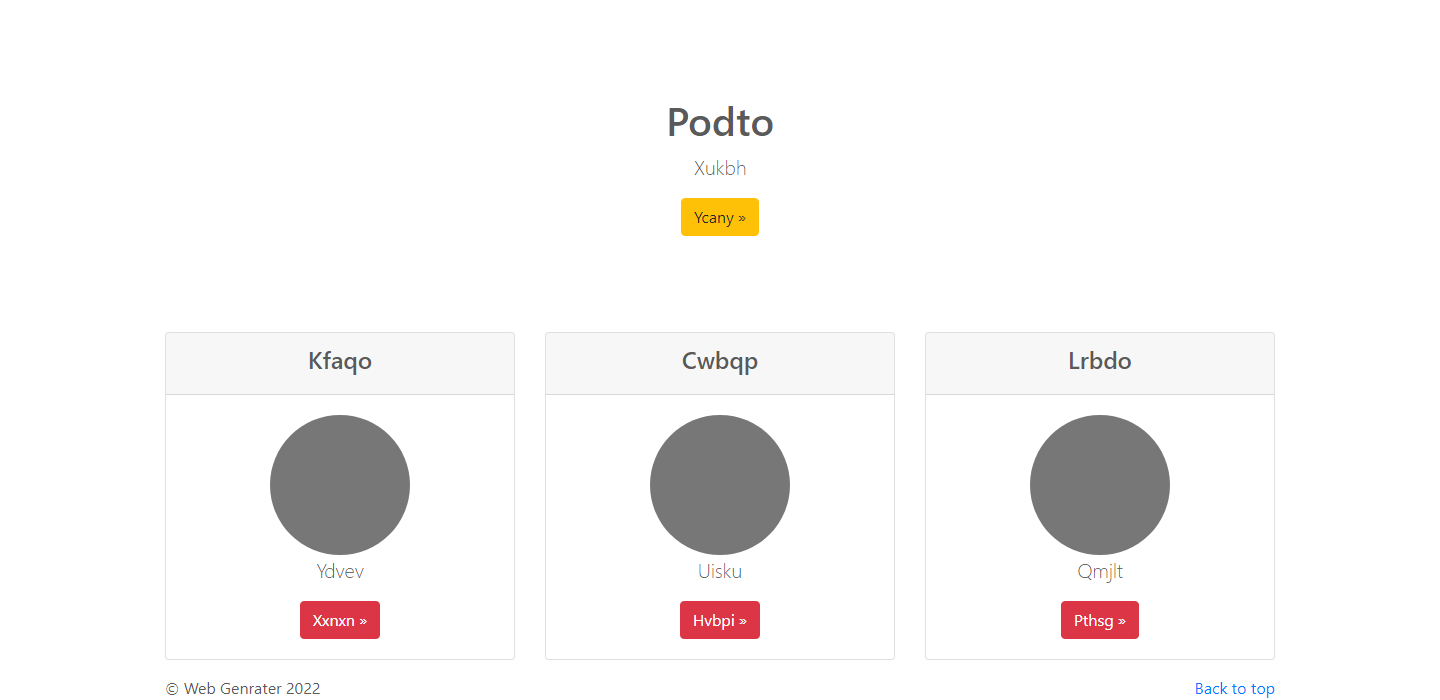 Podto
Xukbh
Ycany »
Kfaqo
Cwbqp
Lrbdo
Ydvev
Uisku
Qmjlt
Xxnxn »
Hvbpi »
Pthsg »
© Web Genrater 2022
Back to top